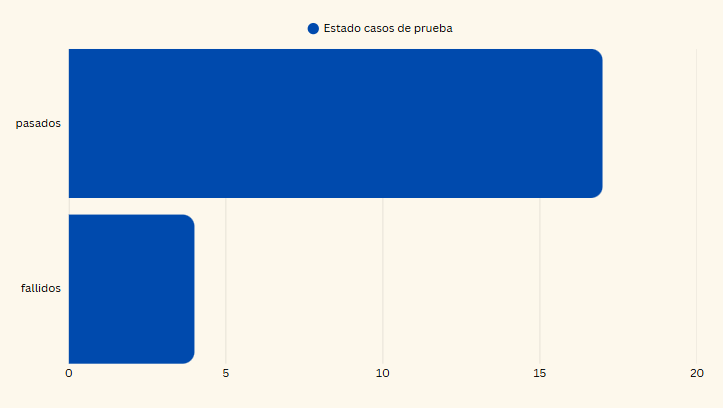 Estado casos de prueba
pasados
fallidos
0 5 10 15 20